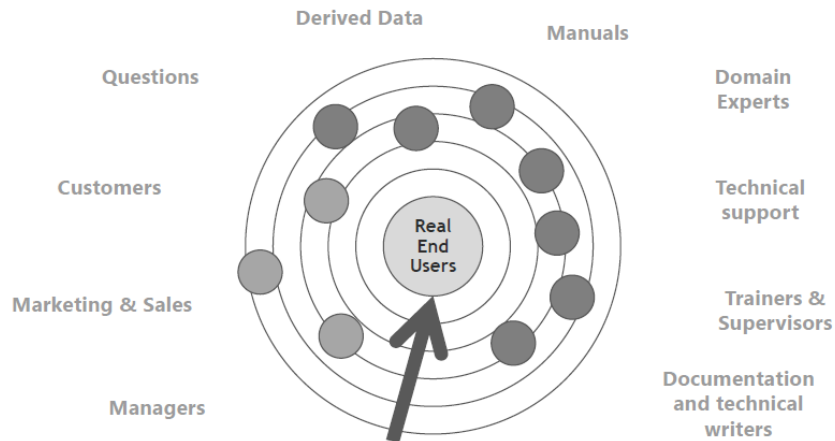 Derived Data
Manuals
Questions
Domain
Experts
Customers
Technical
support
Real
End
Users
Marketing & Sales
Trainers &
Supervisors
Managers
Documentation
and technical
writers